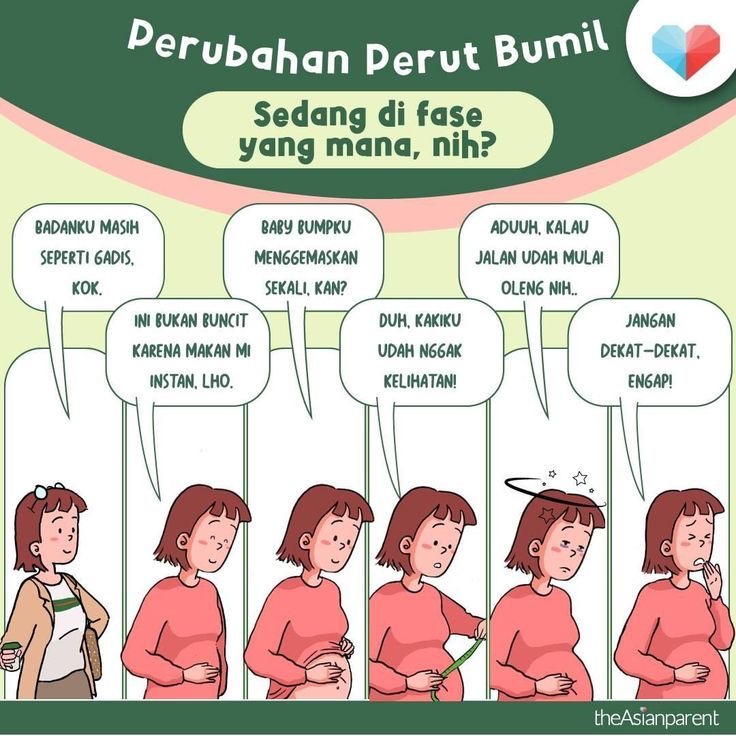 Perubahan Perut Bumil
Sedang di fase
yang mana, nih?
BADANKU MASIH
SEPERTI GADIS,
KOK.
INI BUKAN BUNCIT
KARENA MAKAN MI
INSTAN, LHO.
BABY BUMPKU
MENGGEMASKAN
SEKALI, KAN?
DUH, KAKIKU
UDAH NGGAK
KELIHATAN!
ADUUH, KALAU
JALAN UDAH MULAI
OLENG NIH..
JANGAN
DEKAT-DEKAT,
ENGAP!
theAsianparent